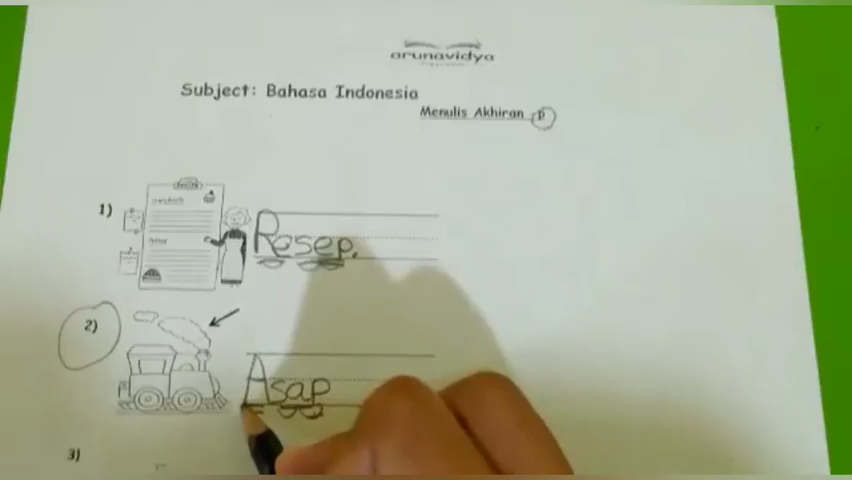 arunavidya
Subject: Bahasa Indonesia
Menulis Akhiran -p
1)
Resep.
2)
Asap
3)